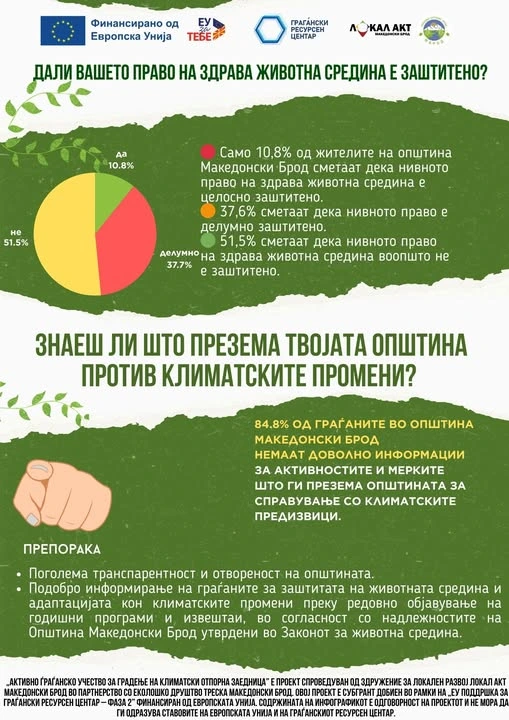 Финансирано од
Европска Унија
ЕУ
за
ТЕБЕ
ГРАЃАНСКИ
РЕСУРСЕН
ЦЕНТАР
ЛОКАЛ АКТ
МАКЕДОНСКИ БРОД
ДАЛИ ВАШЕТО ПРАВО НА ЗДРАВА ЖИВОТНА СРЕДИНА Е ЗАШТИТЕНО?
да
10.8%
не
51.5%
делумно
37.7%
Само 10,8% од жителите на општина
Македонски Брод сметаат дека нивното
право на здрава животна средина е
целосно заштитено.
37,6% сметаат дека нивното право е
делумно заштитено.
51,5% сметаат дека нивното право
на здрава животна средина воопшто не
е заштитено.
ЗНАЕШ ЛИ ШТО ПРЕЗЕМА ТВОЈАТА ОПШТИНА
ПРОТИВ КЛИМАТСКИТЕ ПРОМЕНИ?
84.8% ОД ГРАЃАНИТЕ ВО ОПШТИНА
МАКЕДОНСКИ БРОД
НЕМААТ ДОВОЛНО ИНФОРМАЦИИ
ЗА АКТИВНОСТИТЕ И МЕРКИТЕ
ШТО ГИ ПРЕЗЕМА ОПШТИНАТА ЗА
СПРАВУВАЊЕ СО КЛИМАТСКИТЕ
ПРЕДИЗВИЦИ.
ПРЕПОРАКА
• Поголема транспарентност и отвореност на општината.
• Подобро информирање на граѓаните за заштитата на животната средина и
адаптацијата кон климатските промени преку редовно објавување на
годишни програми и извештаи, во согласност со надлежностите на
Општина Македонски Брод утврдени во Законот за животна средина.
„АКТИВНО ГРАЃАНСКО УЧЕСТВО ЗА ГРАДЕЊЕ НА КЛИМАТСКИ ОТПОРНА ЗАЕДНИЦА" Е ПРОЕКТ СПРОВЕДУВАН ОД ЗДРУЖЕНИЕ ЗА ЛОКАЛЕН РАЗВОЈ ЛОКАЛ АКТ
МАКЕДОНСКИ БРОД ВО ПАРТНЕРСТВО СО ЕКОЛОШКО ДРУШТВО ТРЕСКА МАКЕДОНСКИ БРОД. ОВОЈ ПРОЕКТ Е СУБГРАНТ ДОБИЕН ВО РАМКИ НА „ЕУ ПОДДРШКА ЗА
ГРАЃАНСКИ РЕСУРСЕН ЦЕНТАР – ФАЗА 2" ФИНАНСИРАН ОД ЕВРОПСКАТА УНИЈА. СОДРЖИНАТА НА ИНФОГРАФИКОТ Е ОДГОВОРНОСТ НА ПРОЕКТОТ И НЕ МОРА ДА
ГИ ОДРАЗУВА СТАВОВИТЕ НА ЕВРОПСКАТА УНИЈА И НА ГРАЃАНСКИОТ РЕСУРСЕН ЦЕНТАР.